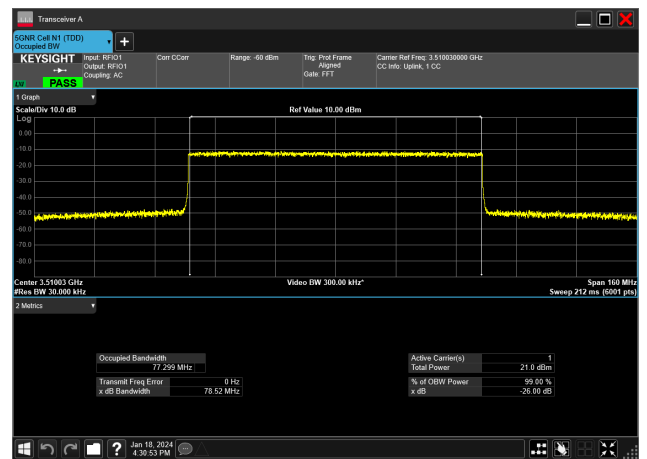 Transceiver A
5GNR Cell N1 (TDD)
Occupied BW
KEYSIGHT
Input: RFIO1
Output: RFIO1
Coupling: AC
Corr CCorr
Range: -60 dBm
Trig: Prot Frame
Aligned
Gate: FFT
Carrier Ref Freq: 3.510030000 GHz
CC Info: Uplink, 1 CC
PASS
1 Graph
Scale/Div 10.0 dB
Ref Value 10.00 dBm
Log
0.00
-10.0
-20.0
-30.0
-40.0
-50.0
-60.0
-70.0
-80.0
Center 3.51003 GHz
Video BW 300.00 kHz*
Span 160 MHz
#Res BW 30.000 kHz
Sweep 212 ms (6001 pts)
2 Metrics
Occupied Bandwidth
77.299 MHz
Active Carrier(s) 1
Total Power 21.0 dBm
Transmit Freq Error 0 Hz
x dB Bandwidth 78.52 MHz
% of OBW Power 99.00 %
x dB -26.00 dB
Jan 18, 2024
4:30:53 PM